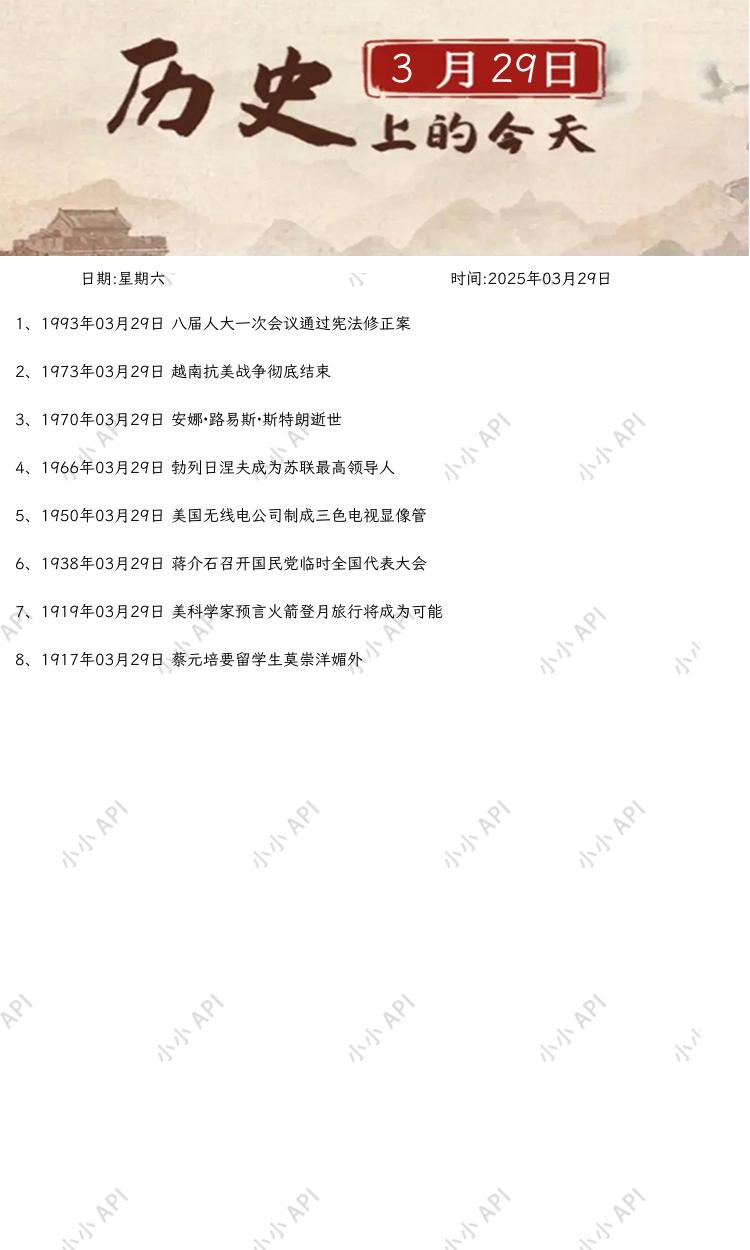 历史
3 月 29日
上的今天
日期:星期六 时间:2025年03月29日
1、1993年03月29日 八届人大一次会议通过宪法修正案
2、1973年03月29日 越南抗美战争彻底结束
3、1970年03月29日 安娜•路易斯•斯特朗逝世
4、1966年03月29日 勃列日涅夫成为苏联最高领导人
5、1950年03月29日 美国无线电公司制成三色电视显像管
6、1938年03月29日 蒋介石召开国民党临时全国代表大会
7、1919年03月29日 美科学家预言火箭登月旅行将成为可能
8、1917年03月29日 蔡元培要留学生莫崇洋媚外
小小 API